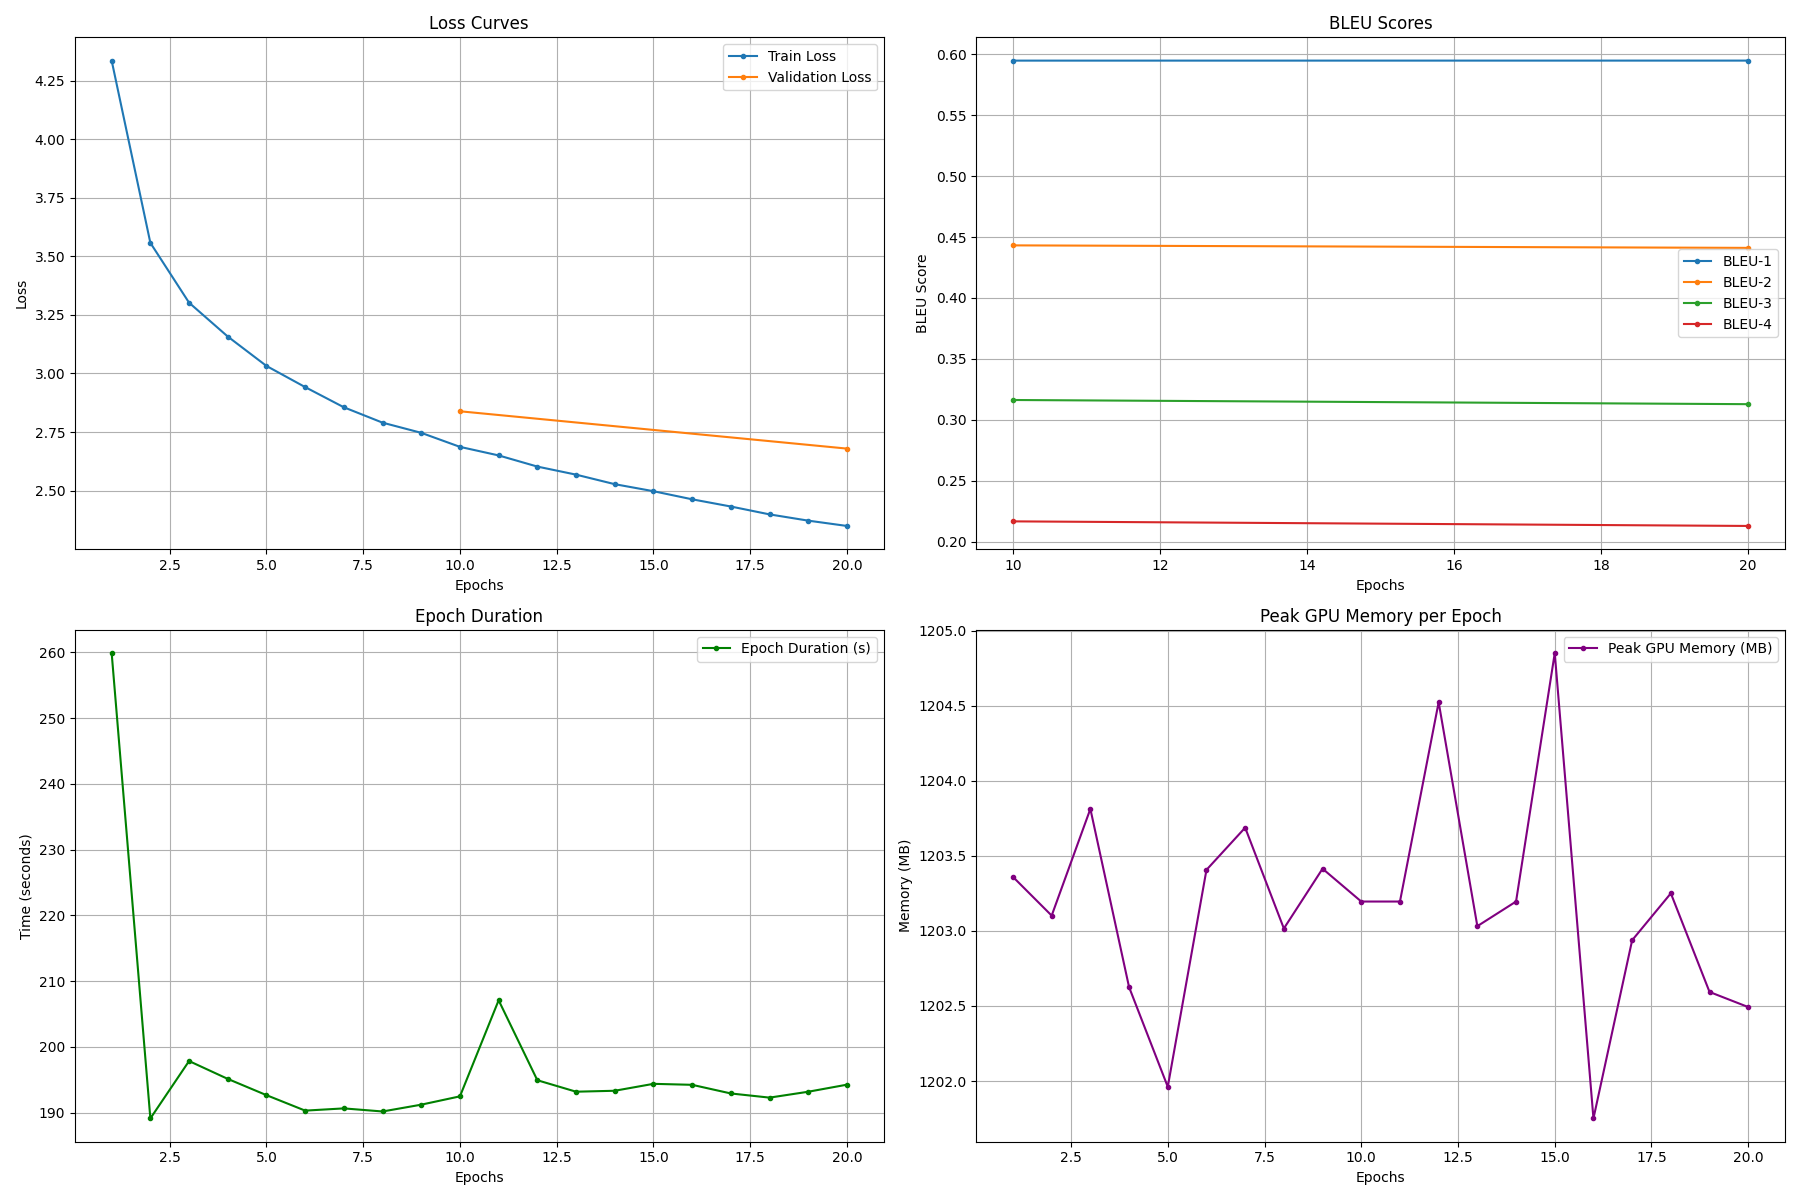 Loss Curves
Train Loss
Validation Loss
4.25
4.00
3.75
3.50
3.25
3.00
2.75
2.50
Loss
2.5 5.0 7.5 10.0 12.5 15.0 17.5 20.0
Epochs
BLEU Scores
0.60
0.55
0.50
0.45
0.40
0.35
0.30
0.25
0.20
BLEU Score
BLEU-1
BLEU-2
BLEU-3
BLEU-4
10 12 14 16 18 20
Epochs
Epoch Duration
Epoch Duration (s)
260
250
240
230
220
210
200
190
Time (seconds)
2.5 5.0 7.5 10.0 12.5 15.0 17.5 20.0
Epochs
Peak GPU Memory per Epoch
Peak GPU Memory (MB)
1205.0
1204.5
1204.0
1203.5
1203.0
1202.5
1202.0
Memory (MB)
2.5 5.0 7.5 10.0 12.5 15.0 17.5 20.0
Epochs